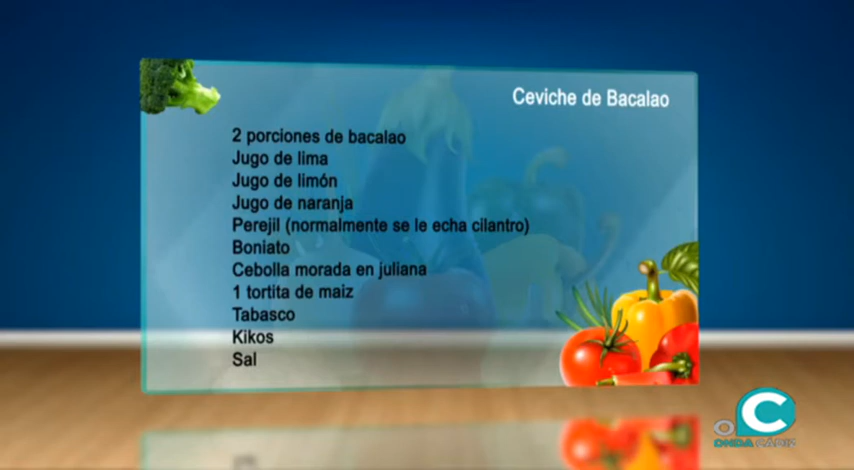 Ceviche de Bacalao
2 porciones de bacalao
Jugo de lima
Jugo de limón
Jugo de naranja
Perejil (normalmente se le echa cilantro)
Boniato
Cebolla morada en juliana
1 tortita de maiz
Tabasco
Kikos
Sal
O C
ONDA CÁDIZ